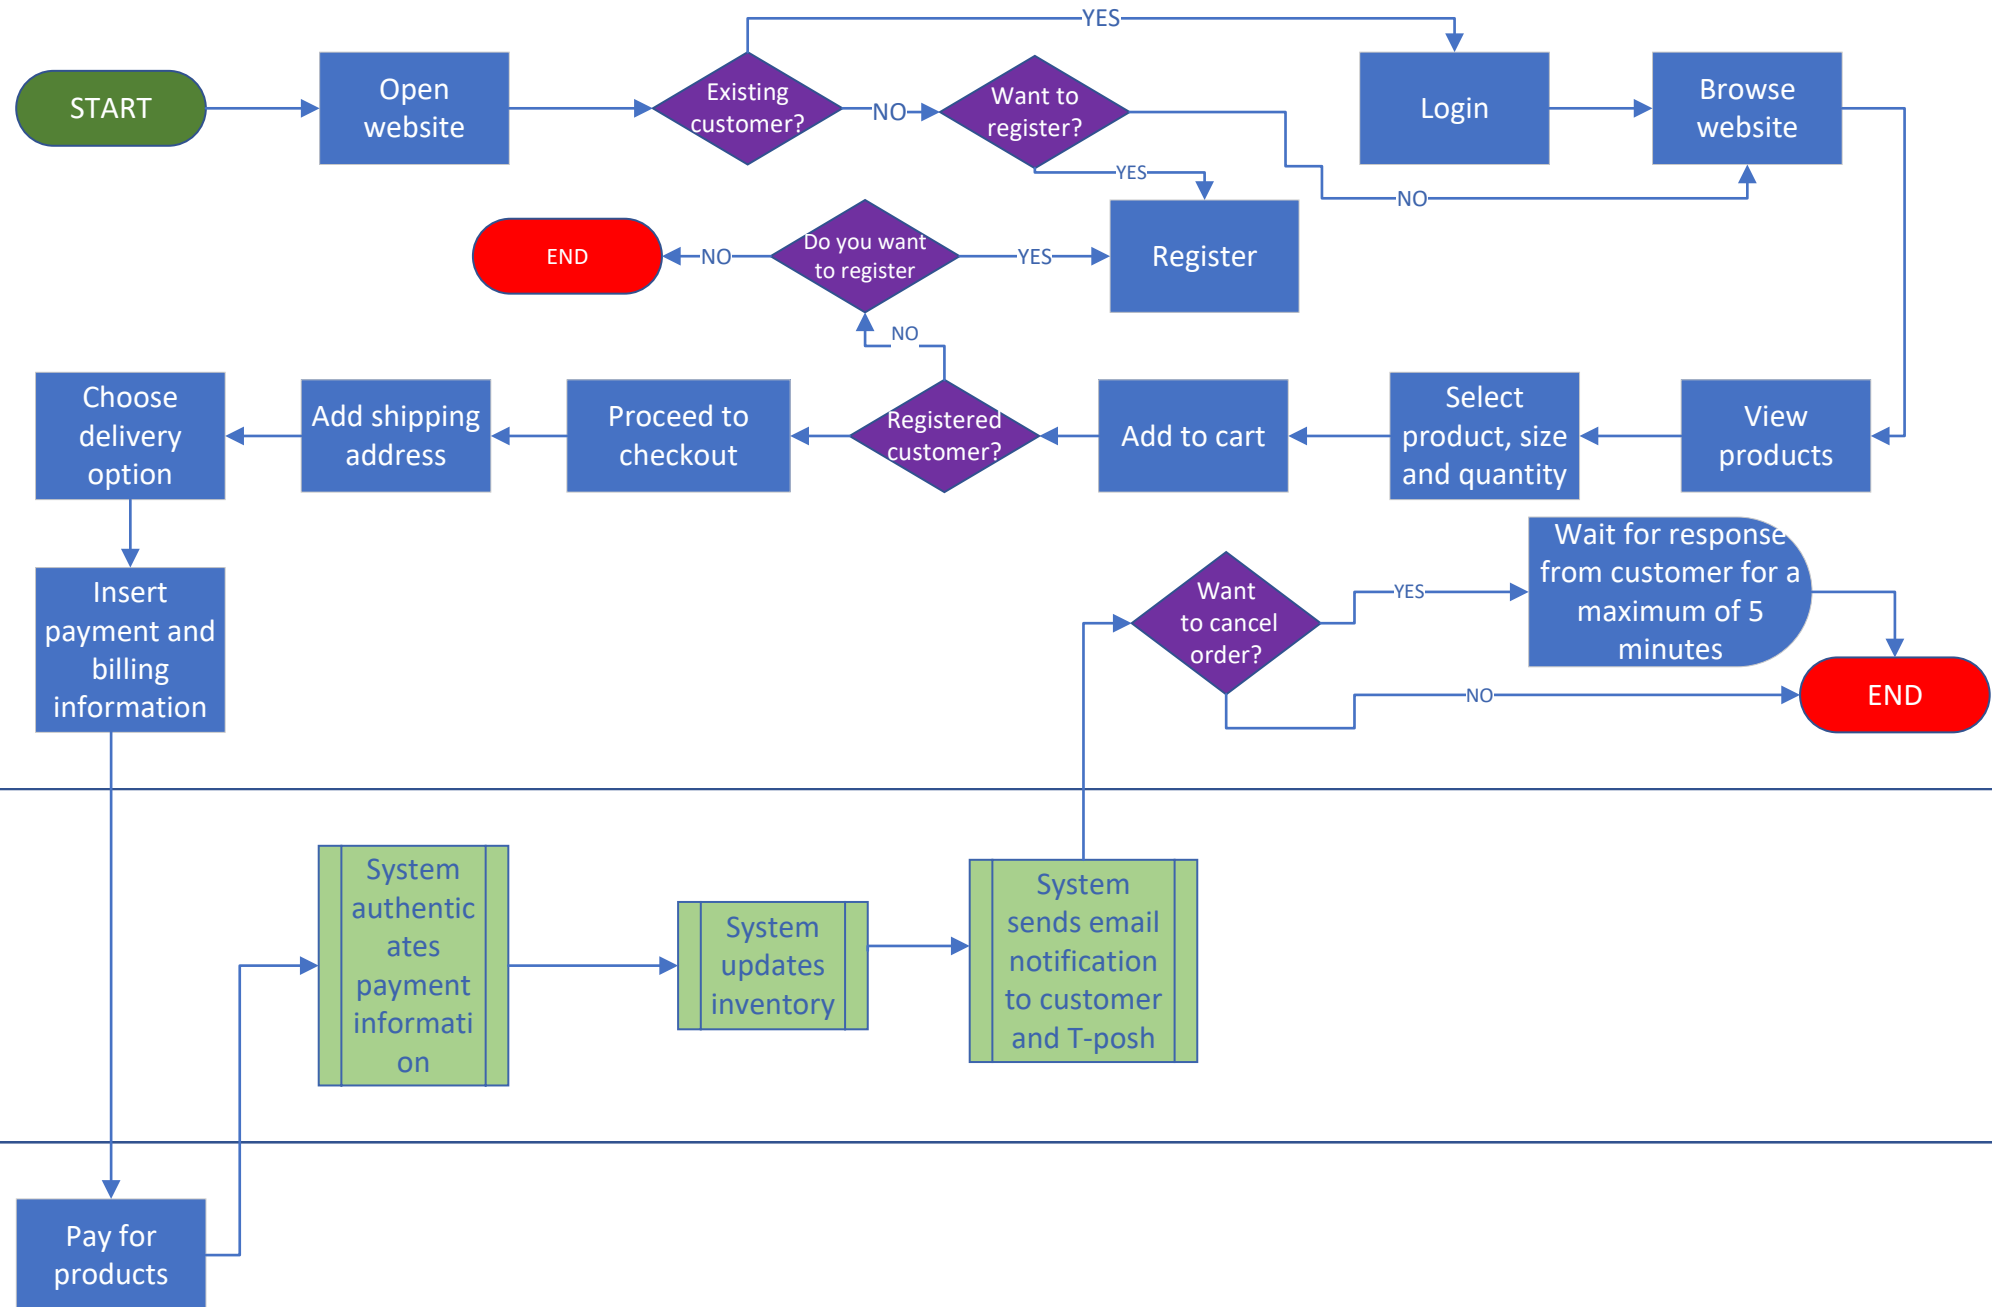 YES
START
Open
website
Existing
customer?
NO
Want to
register?
Login
Browse
website
YES
NO
END
NO
Do you want
to register
YES
Register
NO
Choose
delivery
option
Add shipping
address
Proceed to
checkout
Registered
customer?
Add to cart
Select
product, size
and quantity
View
products
Insert
payment and
billing
information
Want
to cancel
order?
YES
Wait for response
from customer for a
maximum of 5
minutes
NO
END
System
authentic
ates
payment
informati
on
System
updates
inventory
System
sends email
notification
to customer
and T-posh
Pay for
products